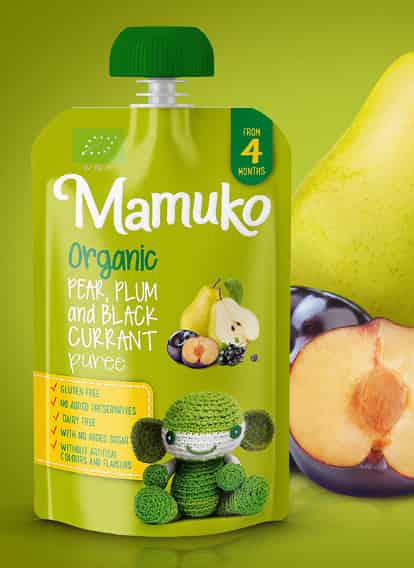 FROM
4
MONTHS
Mamuko
Organic
PEAR, PLUM
and BLACK
CURRANT
puree
GLUTEN FREE
NO ADDED PRESERVATIVES
DAIRY FREE
WITH NO ADDED SUGAR
WITHOUT ARTIFICIAL
COLOURS AND FLAVOURS